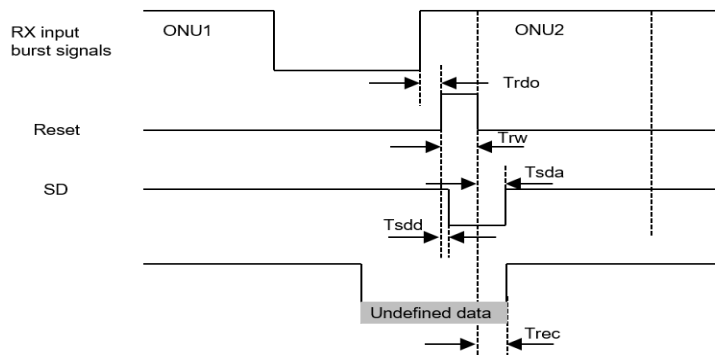 RX input
burst signals
ONU1
ONU2
Trdo
Reset
Trw
SD
Tsda
Tsdd
Undefined data
Trec